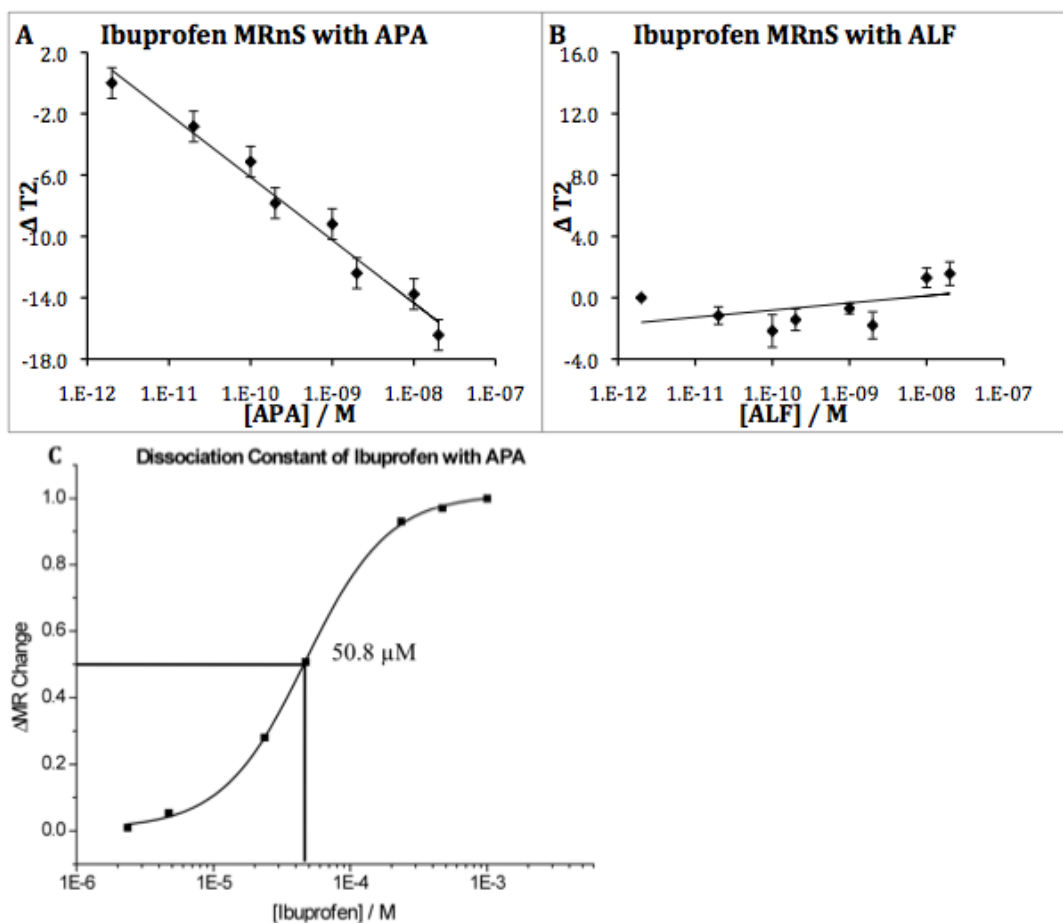 A Ibuprofen MRnS with APA
2.0
-2.0
-6.0
-10.0
-14.0
-18.0
Δ T2,
1.E-12 1.E-11 1.E-10 1.E-09 1.E-08 1.E-07
[APA] / M
B Ibuprofen MRnS with ALF
16.0
12.0
8.0
4.0
0.0
-4.0
Δ T2,
1.E-12 1.E-11 1.E-10 1.E-09 1.E-08 1.E-07
[ALF] / M
C Dissociation Constant of Ibuprofen with APA
1.0
0.8
0.6
0.4
0.2
0.0
ΔMR Change
50.8 µM
1E-6 1E-5 1E-4 1E-3
[Ibuprofen] / M